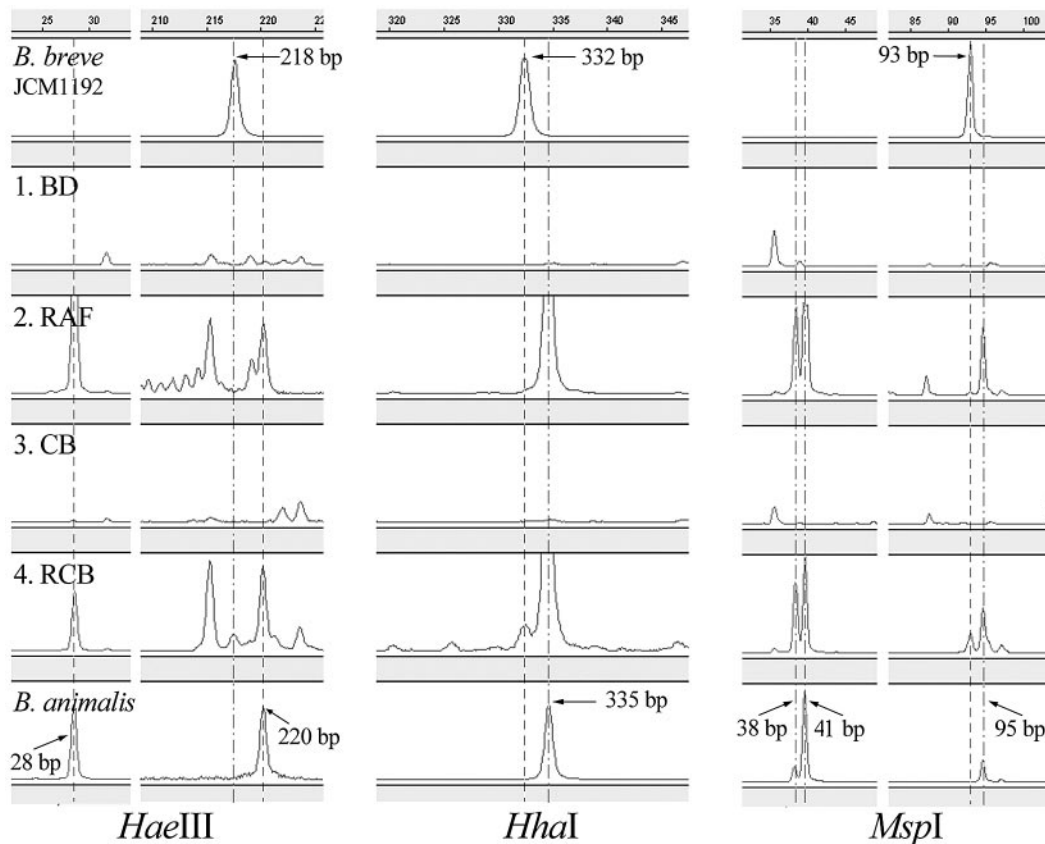 25 30 210 215 220 22 320 325 330 335 340 345 35 40 45 85 90 95 100
B. breve
JCM1192
218 bp
332 bp
93 bp
1. BD
2. RAF
3. CB
4. RCB
B. animalis
28 bp
220 bp
335 bp
38 bp
41 bp
95 bp
HaeIII HhaI MspI